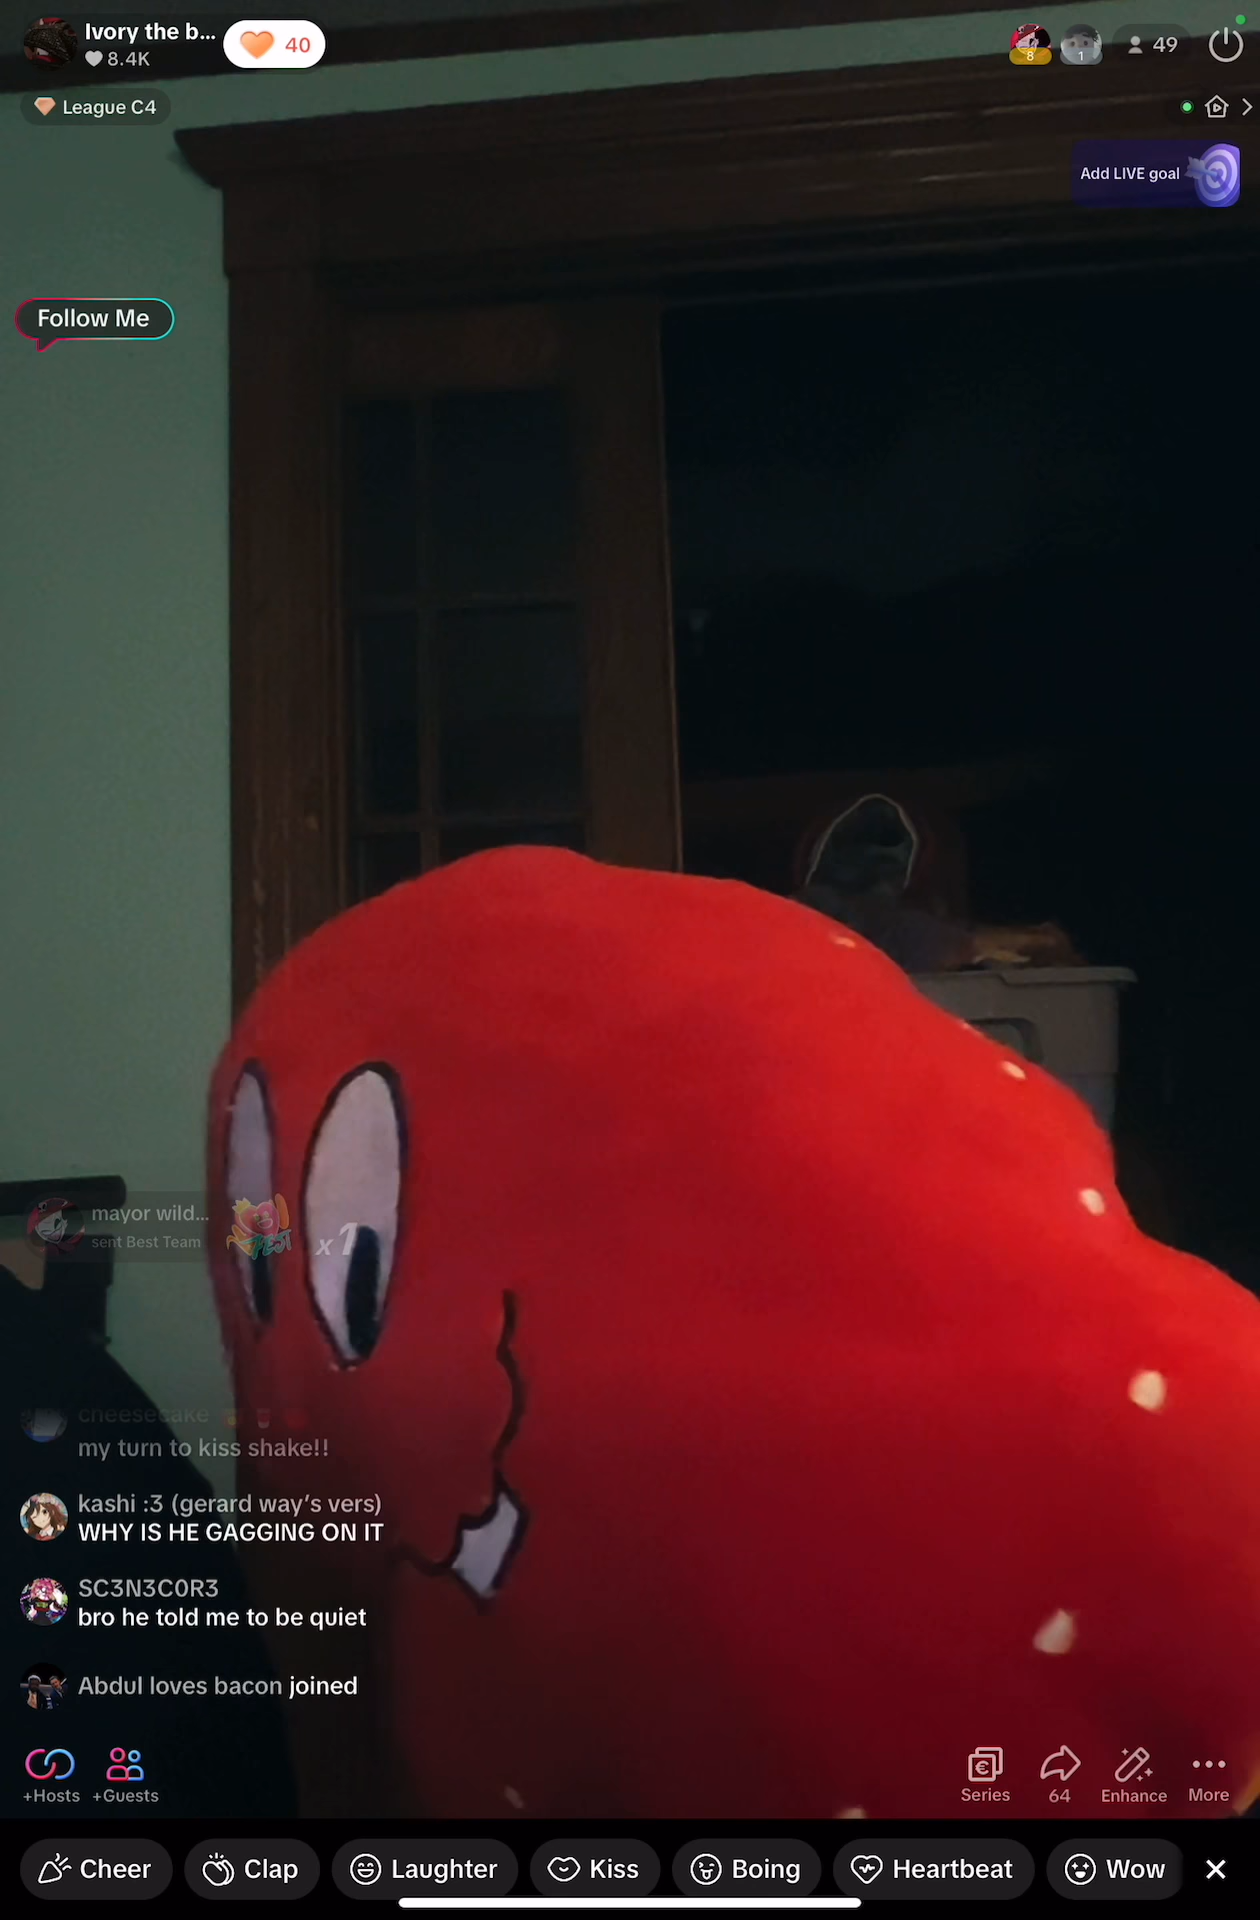 Ivory the b...
8.4K
40
8
1
49
League C4
Add LIVE goal
Follow Me
mayor wild...
sent Best Team
x1
cheesecake
my turn to kiss shake!!
kashi :3 (gerard way's vers)
WHY IS HE GAGGING ON IT
SC3N3C0R3
bro he told me to be quiet
Abdul loves bacon joined
+Hosts
+Guests
Series
64
Enhance
More
Cheer
Clap
Laughter
Kiss
Boing
Heartbeat
Wow